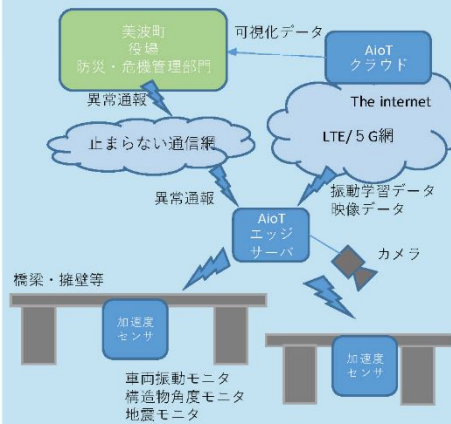 美波町
役場
防災・危機管理部門
可視化データ
AioT
クラウド
異常通報
The internet
LTE/５G網
止まらない通信網
振動学習データ
映像データ
異常通報
AioT
エッジ
サーバ
カメラ
橋梁・擁壁等
加速度
センサ
加速度
センサ
車両振動モニタ
構造物角度モニタ
地震モニタ